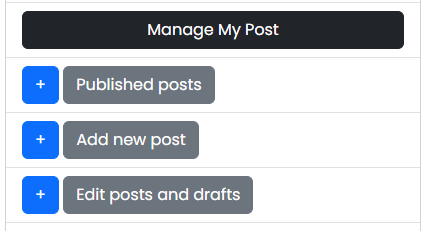 Manage My Post
+ Published posts
+ Add new post
+ Edit posts and drafts